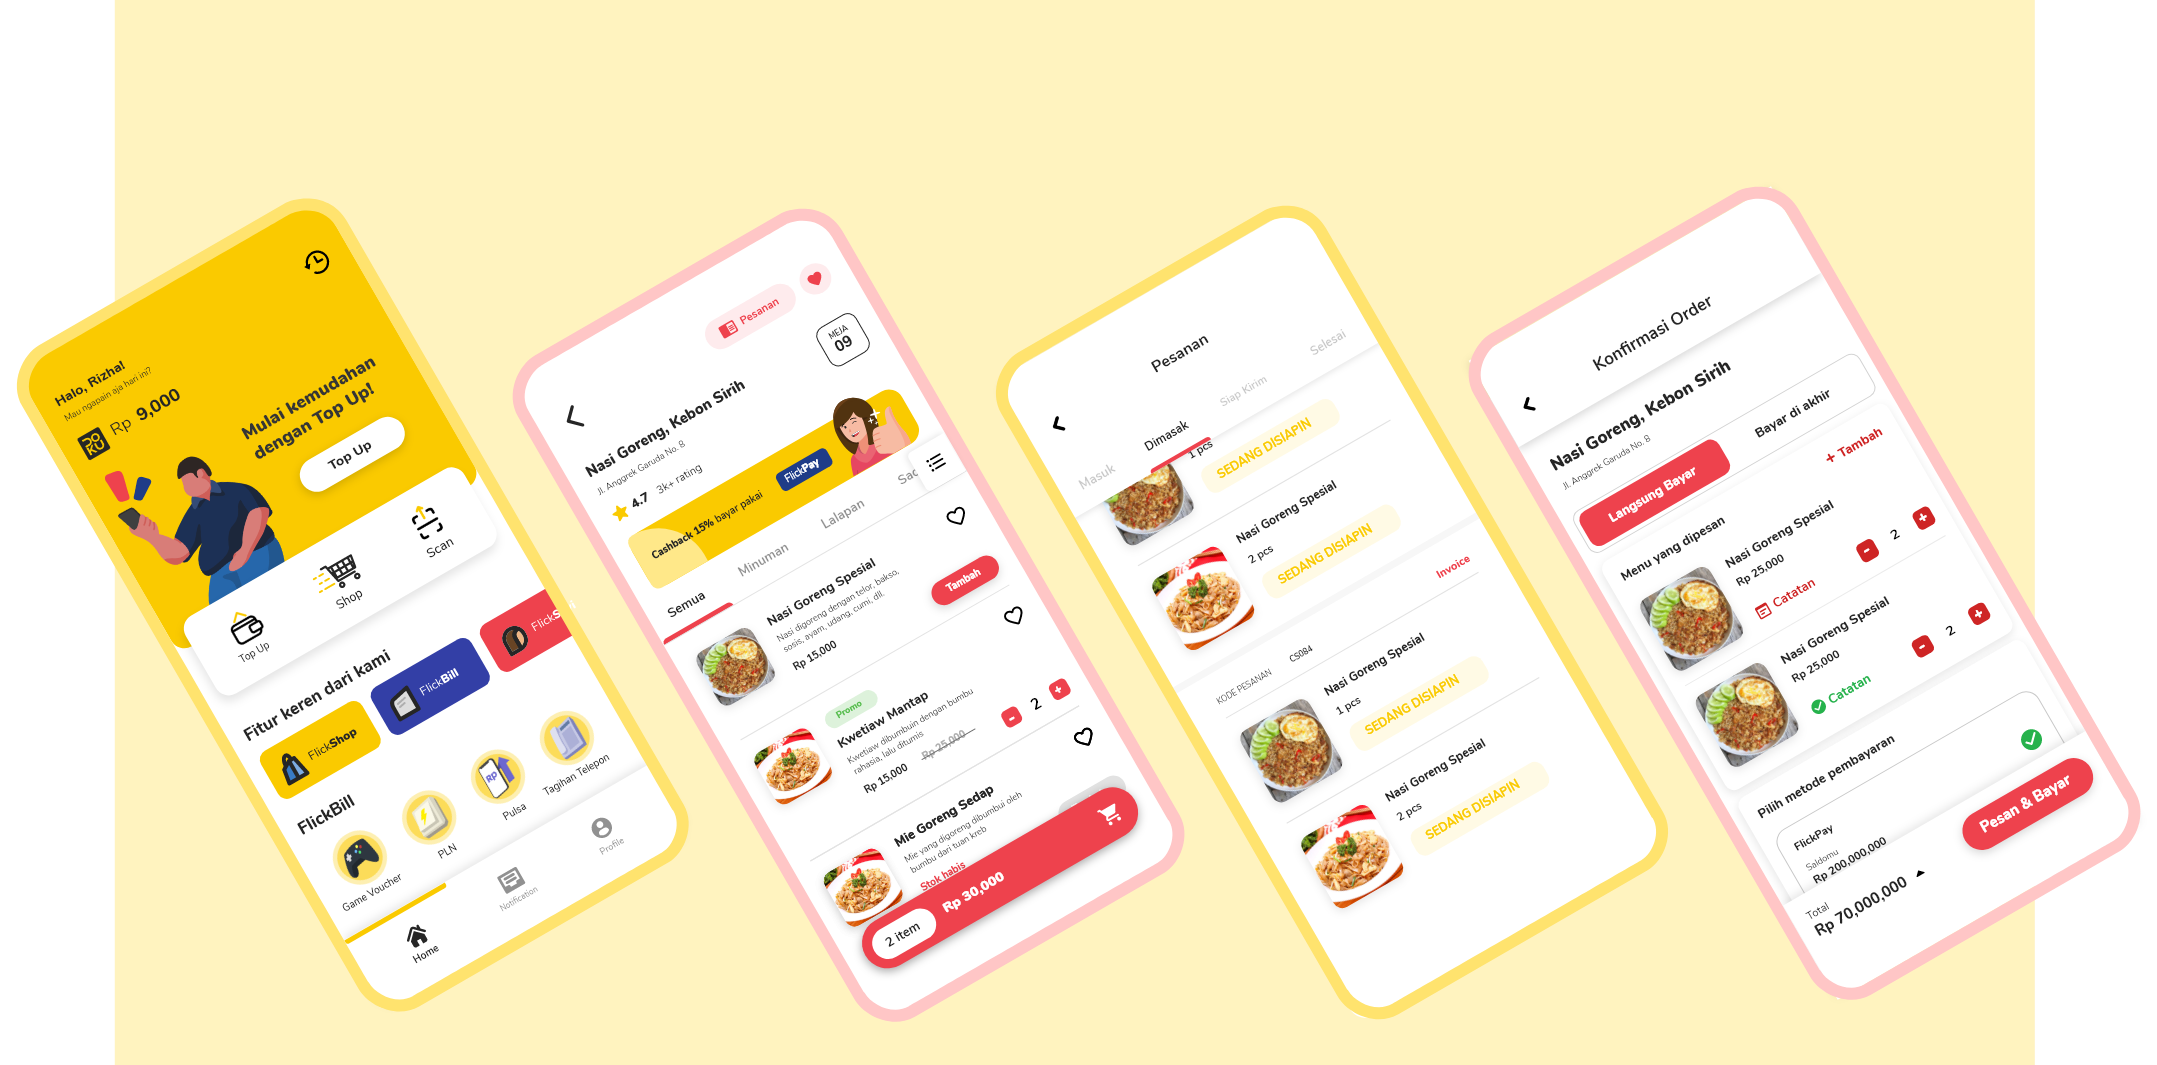 Halo, Rizha!
Mau ngapain aja hari ini?
DOKU
Rp 9,000
Mulai kemudahan
dengan Top Up!
Top Up
Top Up
Shop
Scan
Fitur keren dari kami
FlickShop
FlickBill
FlickS
FlickBill
Game Voucher
PLN
Pulsa
Tagihan Telepon
Home
Notification
Profile
Pesanan
MEJA
09
Nasi Goreng, Kebon Sirih
Jl. Anggrek Garuda No. 8
4.7 3k+ rating
Cashback 15% bayar pakai FlickPay
Semua
Minuman
Lalapan
Sac
Nasi Goreng Spesial
Nasi digoreng dengan telor, bakso,
sosis, ayam, udang, cumi, dll.
Rp 15,000
Tambah
Promo
Kwetiaw Mantap
Kwetiaw dibumbuin dengan bumbu
rahasia, lalu ditumis
Rp 15,000 Rp 25,000
- 2 +
Mie Goreng Sedap
Mie yang digoreng dibumbui oleh
bumbu dari tuan kreb
Stok habis
2 item
Rp 30,000
Pesanan
Masuk
Dimasak
Siap Kirim
Selesai
1 pcs
SEDANG DISIAPIN
Nasi Goreng Spesial
2 pcs
SEDANG DISIAPIN
Invoice
KODE PESANAN CS084
Nasi Goreng Spesial
1 pcs
SEDANG DISIAPIN
Nasi Goreng Spesial
2 pcs
SEDANG DISIAPIN
Konfirmasi Order
Nasi Goreng, Kebon Sirih
Jl. Anggrek Garuda No. 8
Langsung Bayar
Bayar di akhir
Menu yang dipesan
+ Tambah
Nasi Goreng Spesial
Rp 25,000
Catatan
- 2 +
Nasi Goreng Spesial
Rp 25,000
Catatan
- 2 +
Pilih metode pembayaran
FlickPay
Saldomu
Rp 200,000,000
Total
Rp 70,000,000
Pesan & Bayar